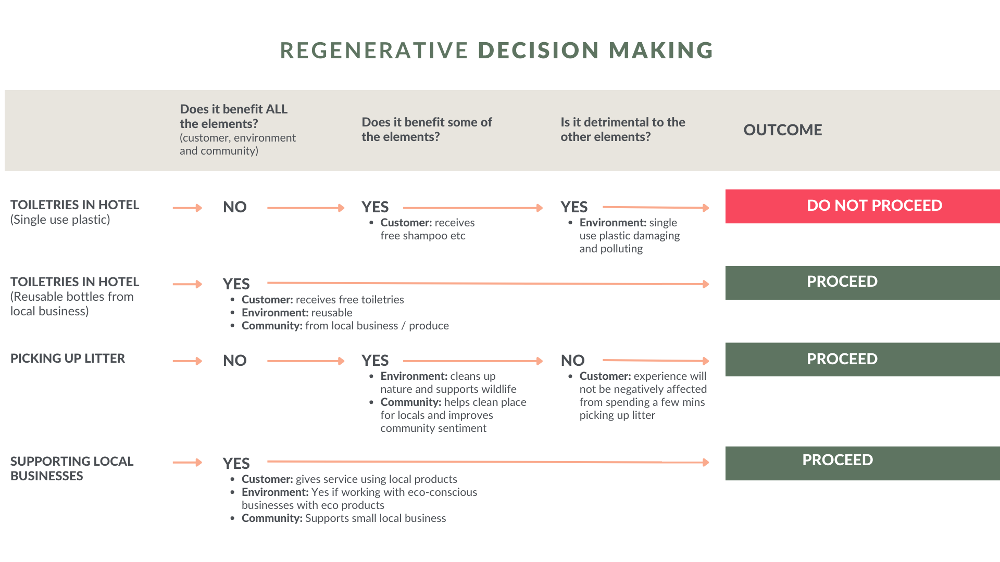 REGENERATIVE DECISION MAKING
Does it benefit ALL
the elements?
(customer, environment
and community)
Does it benefit some of
the elements?
Is it detrimental to the
other elements?
OUTCOME
TOILETRIES IN HOTEL
(Single use plastic)
NO
YES
• Customer: receives
free shampoo etc
YES
• Environment: single
use plastic damaging
and polluting
DO NOT PROCEED
TOILETRIES IN HOTEL
(Reusable bottles from
local business)
YES
• Customer: receives free toiletries
• Environment: reusable
• Community: from local business / produce
PROCEED
PICKING UP LITTER
NO
YES
• Environment: cleans up
nature and supports wildlife
• Community: helps clean place
for locals and improves
community sentiment
NO
• Customer: experience will
not be negatively affected
from spending a few mins
picking up litter
PROCEED
SUPPORTING LOCAL
BUSINESSES
YES
• Customer: gives service using local products
• Environment: Yes if working with eco-conscious
businesses with eco products
• Community: Supports small local business
PROCEED